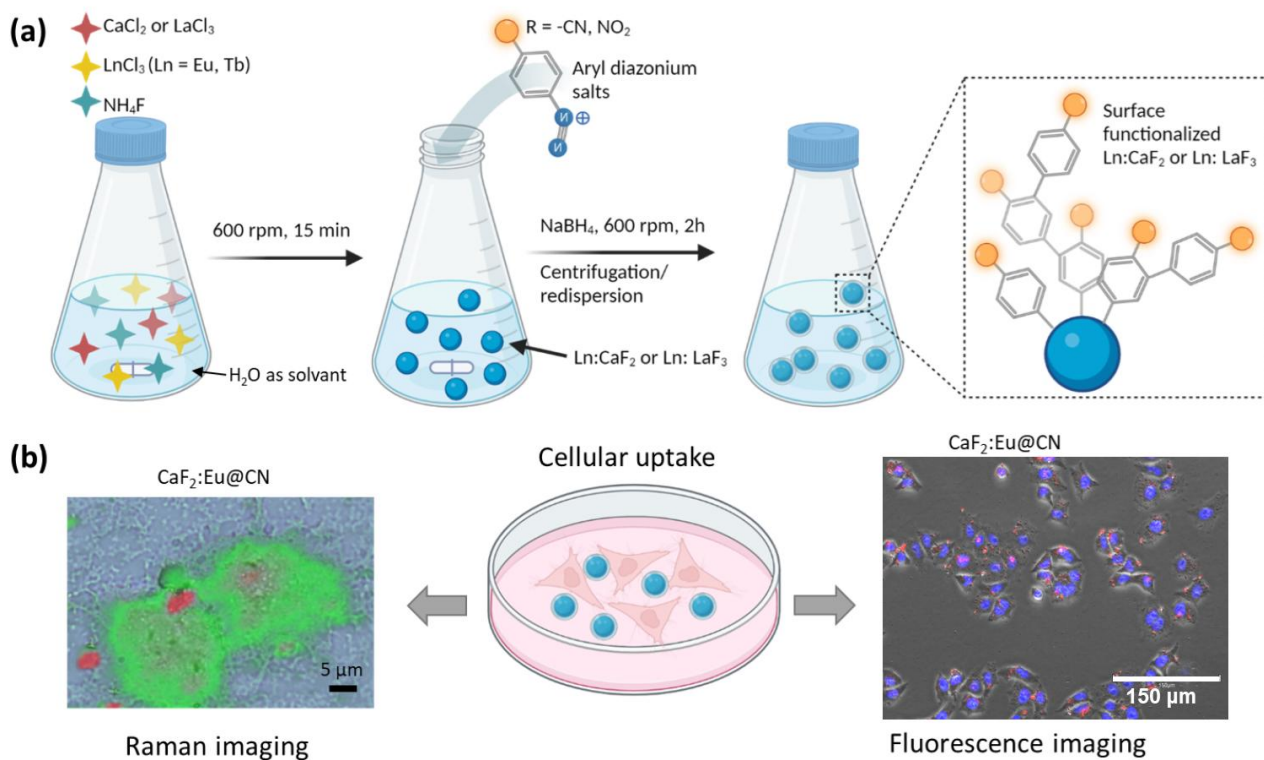 (a)
CaCl₂ or LaCl₃
LnCl₃ (Ln = Eu, Tb)
NH₄F
H₂O as solvant
600 rpm, 15 min
R = -CN, NO₂
Aryl diazonium
salts
N
⊕
N
Ln:CaF₂ or Ln: LaF₃
NaBH₄, 600 rpm, 2h
Centrifugation/
redispersion
Surface
functionalized
Ln:CaF₂ or Ln: LaF₃
(b)
CaF₂:Eu@CN
5 µm
Raman imaging
Cellular uptake
CaF₂:Eu@CN
150 µm
Fluorescence imaging